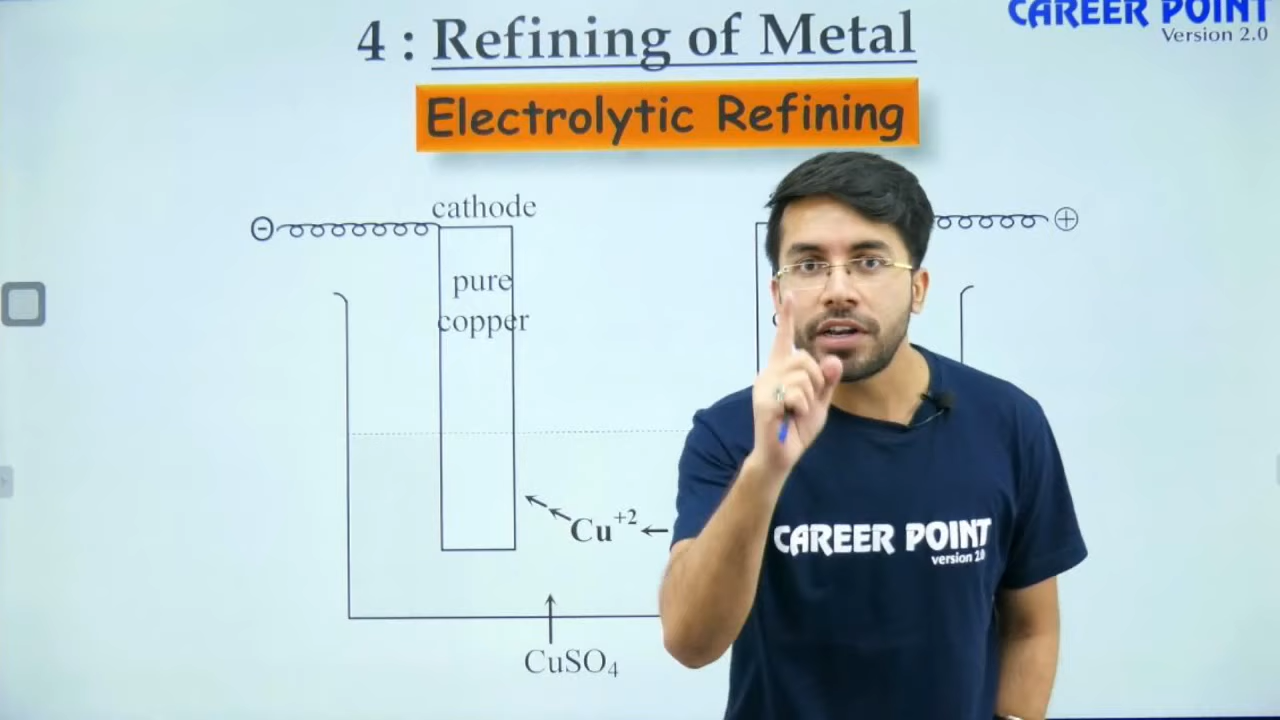 CAREER POINT
Version 2.0
4 : Refining of Metal
Electrolytic Refining
cathode
⊖
⊕
pure
copper
Cu+2
CuSO4
CAREER POINT
version 2.0